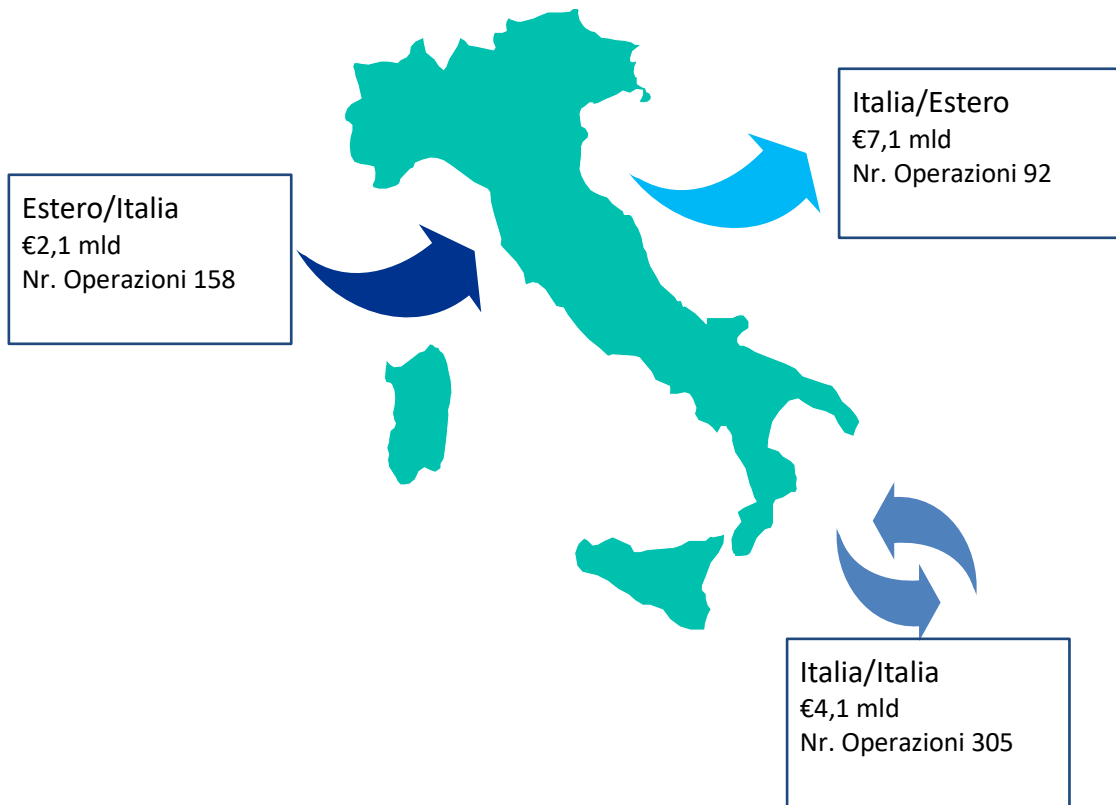 Italia/Estero
€7,1 mld
Nr. Operazioni 92
Estero/Italia
€2,1 mld
Nr. Operazioni 158
Italia/Italia
€4,1 mld
Nr. Operazioni 305